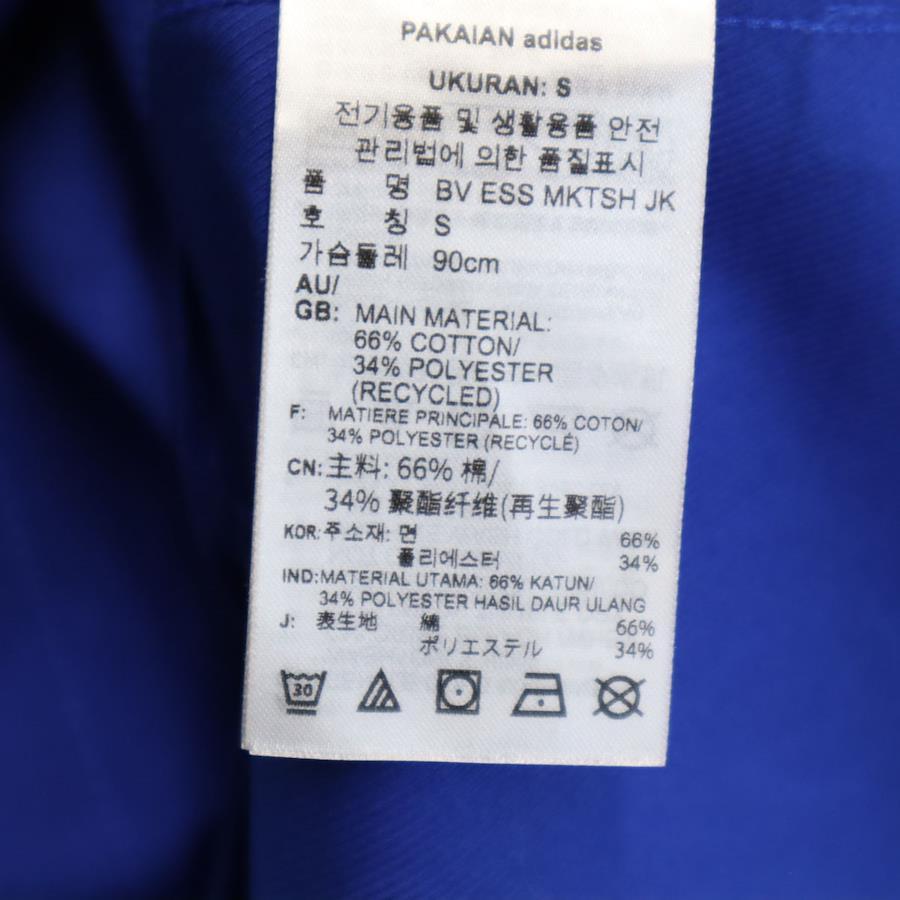 PAKAIAN adidas
UKURAN: S
전기용품 및 생활용품 안전
관리법에 의한 품질표시
품 명 BV ESS MKTSH JK
호 칭 S
가슴둘레 90cm
AU/
GB: MAIN MATERIAL:
66% COTTON/
34% POLYESTER
(RECYCLED)
F: MATIERE PRINCIPALE: 66% COTON/
34% POLYESTER (RECYCLÉ)
CN: 主料: 66% 棉/
34% 聚酯纤维(再生聚酯)
KOR: 주소재: 면 66%
폴리에스터 34%
IND: MATERIAL UTAMA: 66% KATUN/
34% POLYESTER HASIL DAUR ULANG
J: 表生地 綿 66%
ポリエステル 34%
30